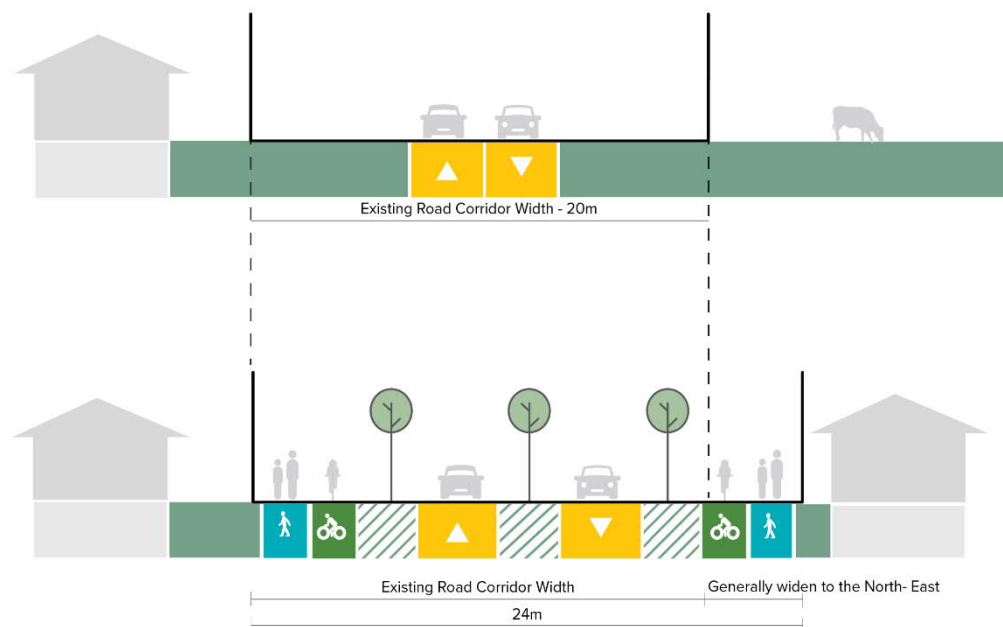 Existing Road Corridor Width - 20m
Existing Road Corridor Width
Generally widen to the North- East
24m